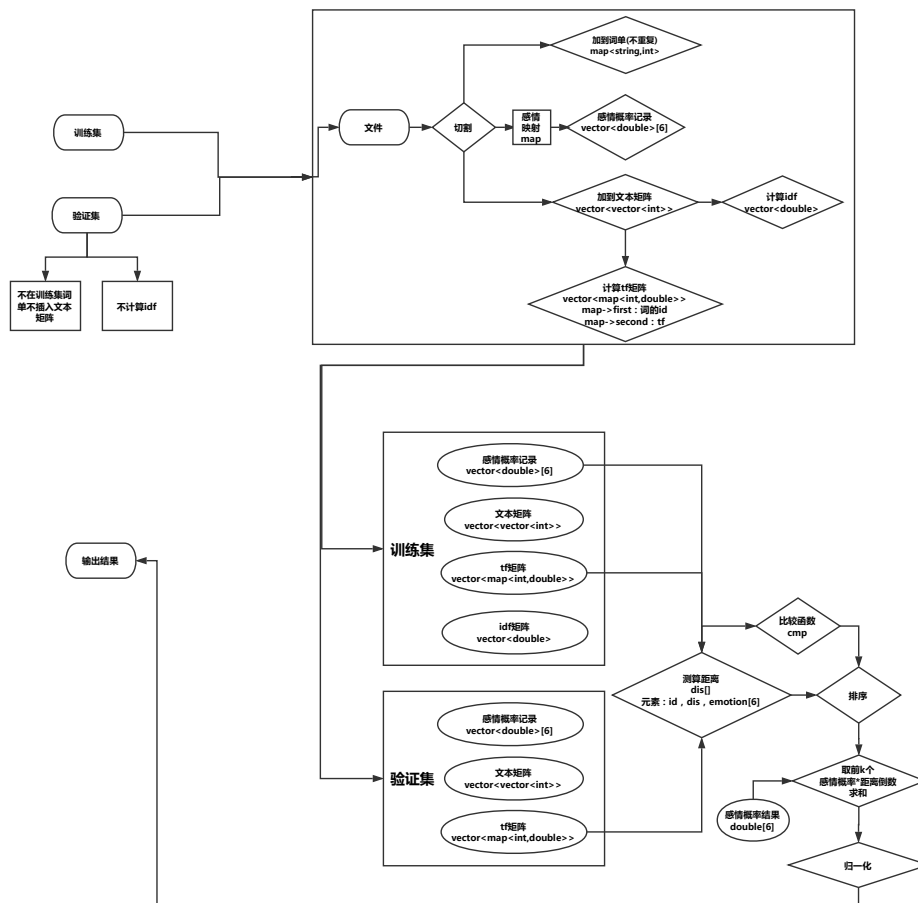 加到词单(不重复)
map<string,int>
训练集
文件
切割
感情
映射
map
感情概率记录
vector<double>[6]
验证集
加到文本矩阵
vector<vector<int>>
计算idf
vector<double>
不在训练集词
单不插入文本
矩阵
不计算idf
计算tf矩阵
vector<map<int,double>>
map->first：词的id
map->second：tf
感情概率记录
vector<double>[6]
文本矩阵
vector<vector<int>>
训练集
tf矩阵
vector<map<int,double>>
idf矩阵
vector<double>
输出结果
比较函数
cmp
测算距离
dis[]
元素：id，dis，emotion[6]
排序
感情概率记录
vector<double>[6]
验证集
文本矩阵
vector<vector<int>>
tf矩阵
vector<map<int,double>>
取前k个
感情概率*距离倒数
求和
感情概率结果
double[6]
归一化